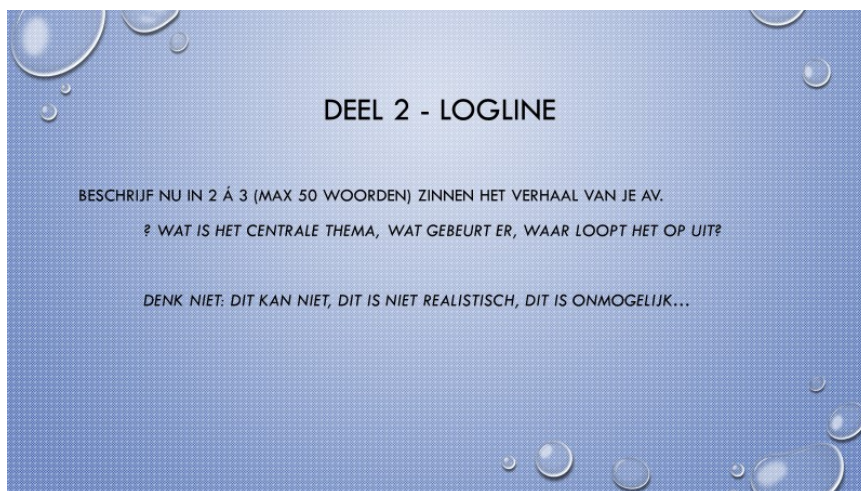 DEEL 2 - LOGLINE
BESCHRIJF NU IN 2 Á 3 (MAX 50 WOORDEN) ZINNEN HET VERHAAL VAN JE AV.
? WAT IS HET CENTRALE THEMA, WAT GEBEURT ER, WAAR LOOPT HET OP UIT?
DENK NIET: DIT KAN NIET, DIT IS NIET REALISTISCH, DIT IS ONMOGELIJK...